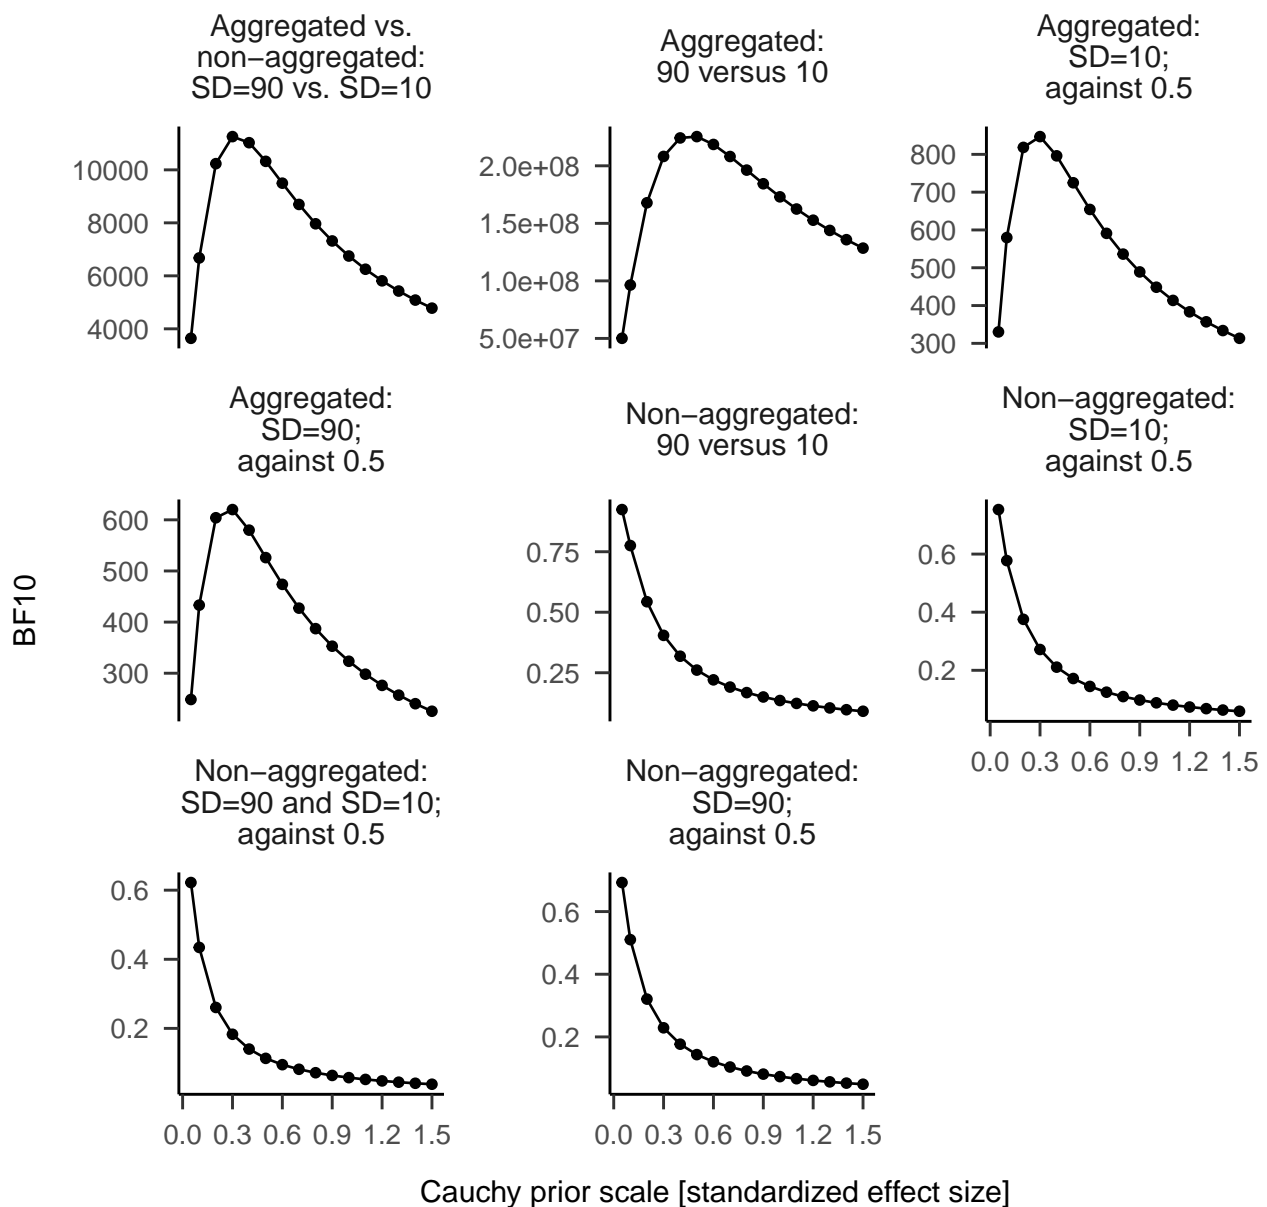 Aggregated vs.
non−aggregated:
SD=90 vs. SD=10
Aggregated:
90 versus 10
Aggregated:
SD=10;
against 0.5
10000
8000
6000
4000
2.0e+08
1.5e+08
1.0e+08
5.0e+07
800
700
600
500
400
300
Aggregated:
SD=90;
against 0.5
Non−aggregated:
90 versus 10
Non−aggregated:
SD=10;
against 0.5
600
500
400
300
0.75
0.50
0.25
0.6
0.4
0.2
0.0 0.3 0.6 0.9 1.2 1.5
BF10
Non−aggregated:
SD=90 and SD=10;
against 0.5
Non−aggregated:
SD=90;
against 0.5
0.6
0.4
0.2
0.6
0.4
0.2
0.0 0.3 0.6 0.9 1.2 1.5
0.0 0.3 0.6 0.9 1.2 1.5
Cauchy prior scale [standardized effect size]